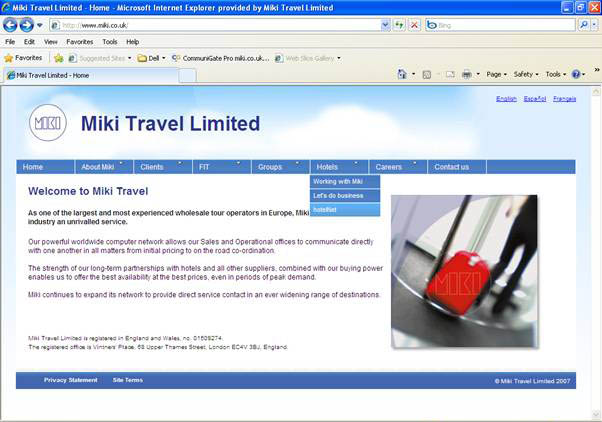 Miki Travel Limited - Home - Microsoft Internet Explorer provided by Miki Travel Limited
http://www.miki.co.uk/
Bing
File Edit View Favorites Tools Help
Favorites Suggested Sites Dell CommuniGate Pro miki.co.uk... Web Slice Gallery
Miki Travel Limited - Home
Page Safety Tools
English Español Français
MIKI Miki Travel Limited
Home About Miki Clients FIT Groups Hotels Careers Contact us
Working with Miki
Let's do business
hotelNet
Welcome to Miki Travel
As one of the largest and most experienced wholesale tour operators in Europe, Miki
industry an unrivalled service.
Our powerful worldwide computer network allows our Sales and Operational offices to communicate directly
with one another in all matters from initial pricing to on the road co-ordination.
The strength of our long-term partnerships with hotels and all other suppliers, combined with our buying power
enables us to offer the best availability at the best prices, even in periods of peak demand.
Miki continues to expand its network to provide direct service contact in an ever widening range of destinations.
MIKI
Miki Travel Limited is registered in England and Wales, no. 01509274.
The registered office is Vintners' Place, 68 Upper Thames Street, London EC4V 3BJ, England.
Privacy Statement Site Terms
© Miki Travel Limited 2007